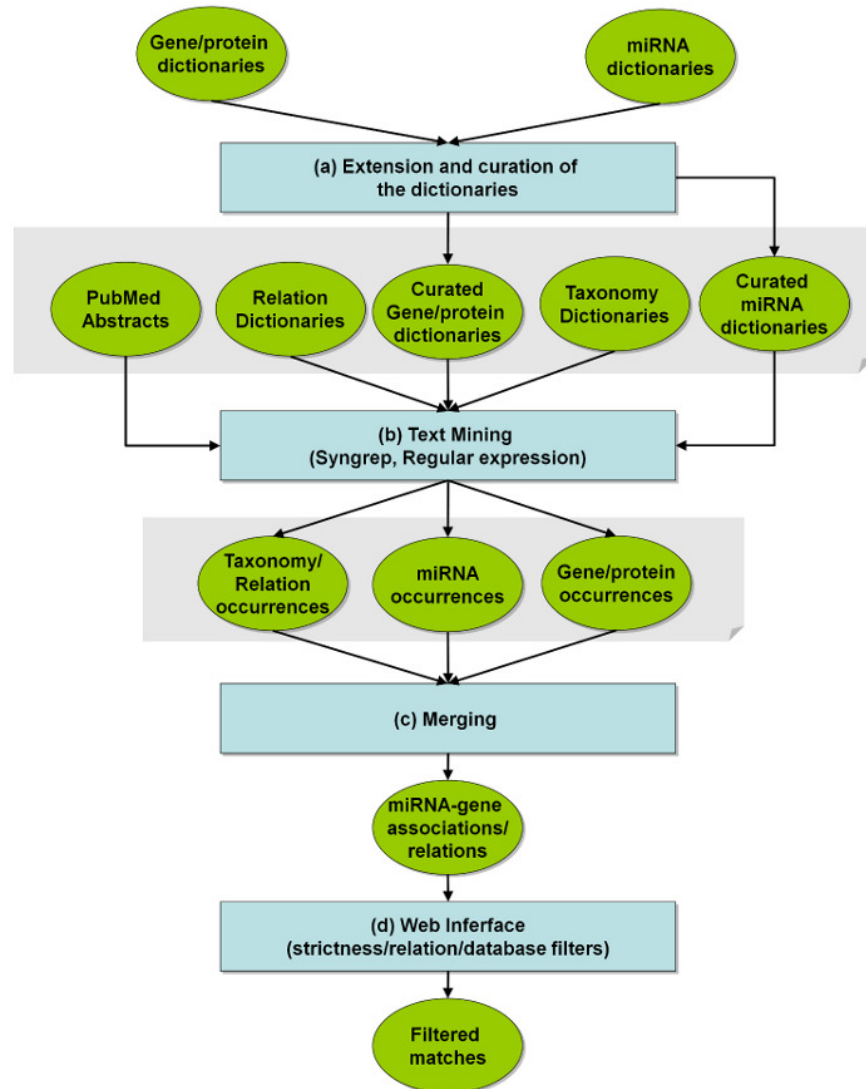 Gene/protein
dictionaries
miRNA
dictionaries
(a) Extension and curation of
the dictionaries
PubMed
Abstracts
Relation
Dictionaries
Curated
Gene/protein
dictionaries
Taxonomy
Dictionaries
Curated
miRNA
dictionaries
(b) Text Mining
(Syngrep, Regular expression)
Taxonomy/
Relation
occurrences
miRNA
occurrences
Gene/protein
occurrences
(c) Merging
miRNA-gene
associations/
relations
(d) Web Inferface
(strictness/relation/database filters)
Filtered
matches